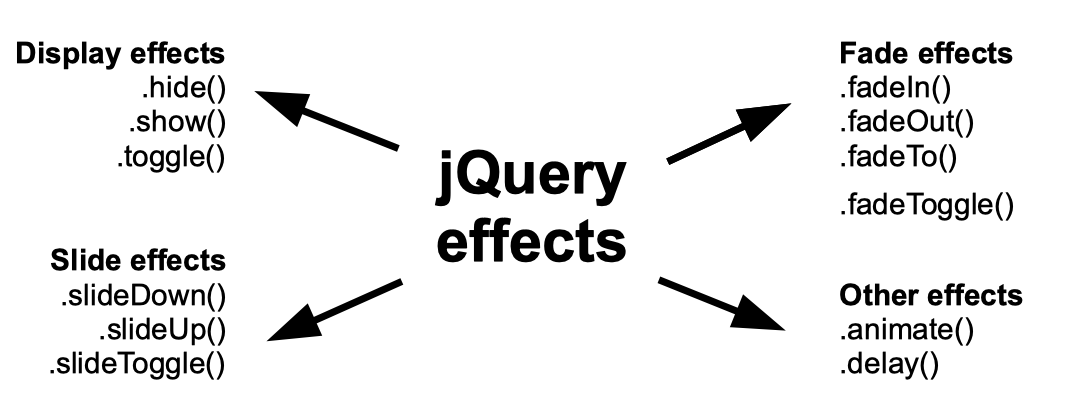 Display effects
.hide()
.show()
.toggle()
Slide effects
.slideDown()
.slideUp()
.slideToggle()
jQuery
effects
Fade effects
.fadeIn()
.fadeOut()
.fadeTo()
.fadeToggle()
Other effects
.animate()
.delay()